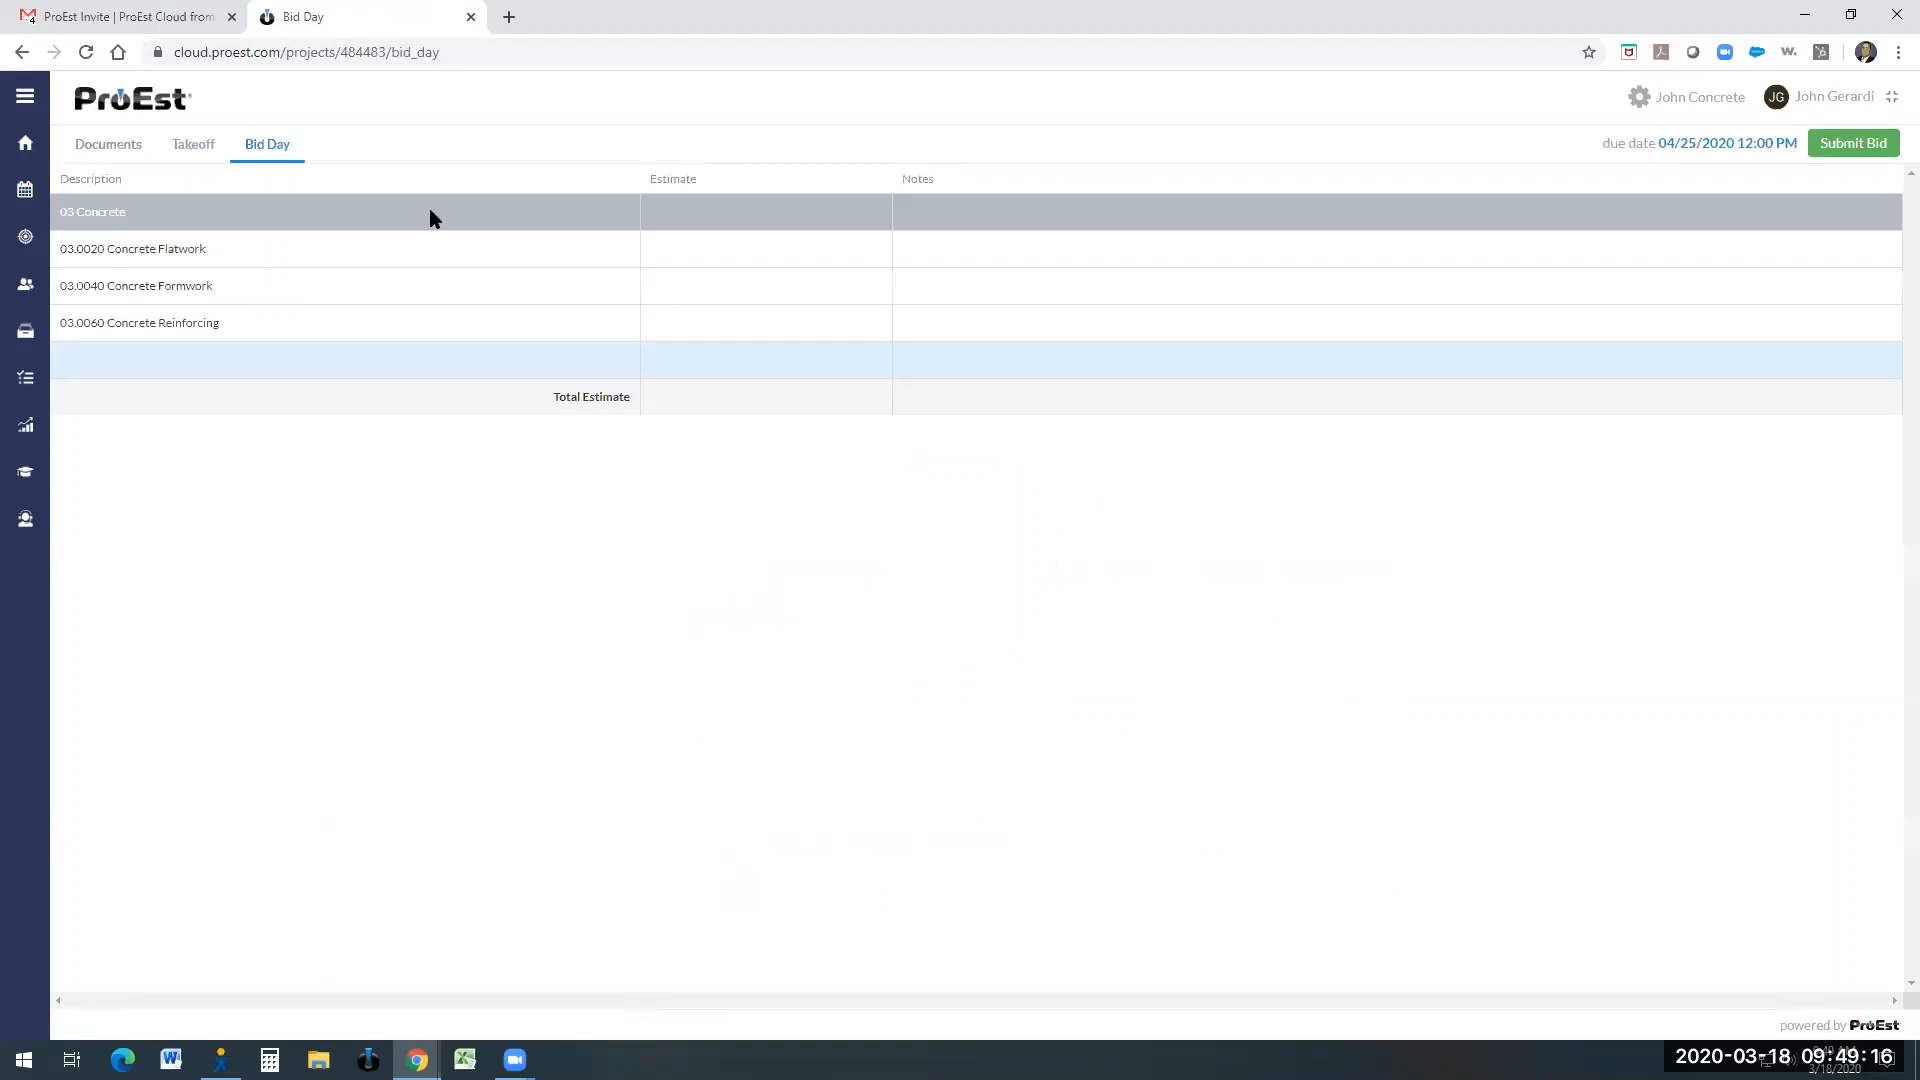 ProEst Invite | ProEst Cloud from
Bid Day
cloud.proest.com/projects/484483/bid_day
ProEst
John Concrete
JG
John Gerardi
Documents
Takeoff
Bid Day
due date 04/25/2020 12:00 PM
Submit Bid
Description
Estimate
Notes
03 Concrete
03.0020 Concrete Flatwork
03.0040 Concrete Formwork
03.0060 Concrete Reinforcing
Total Estimate
powered by ProEst
2020-03-18 09:49:16
3/18/2020